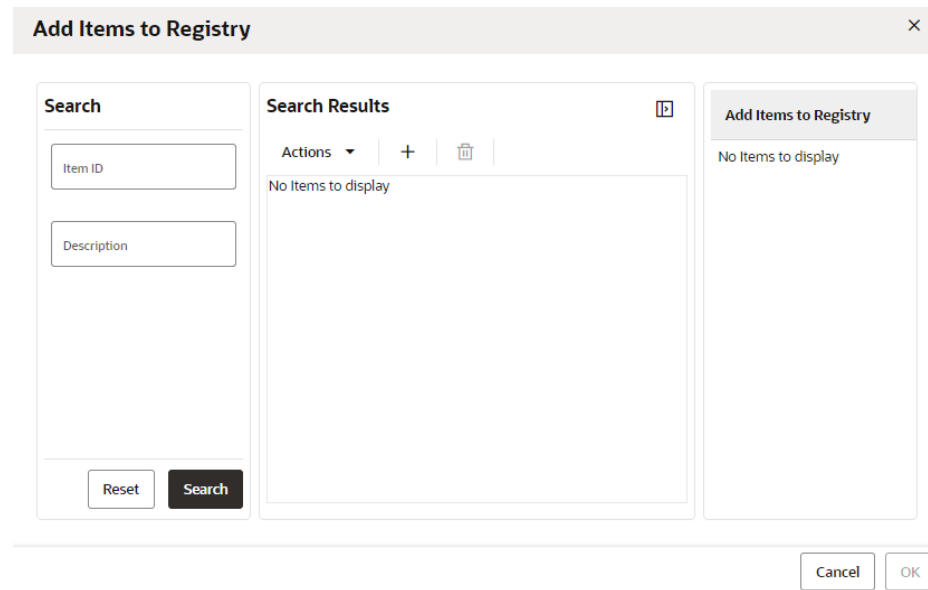 Add Items to Registry
Search
Item ID
Description
Reset
Search
Search Results
Actions
No Items to display
Add Items to Registry
No Items to display
Cancel
OK